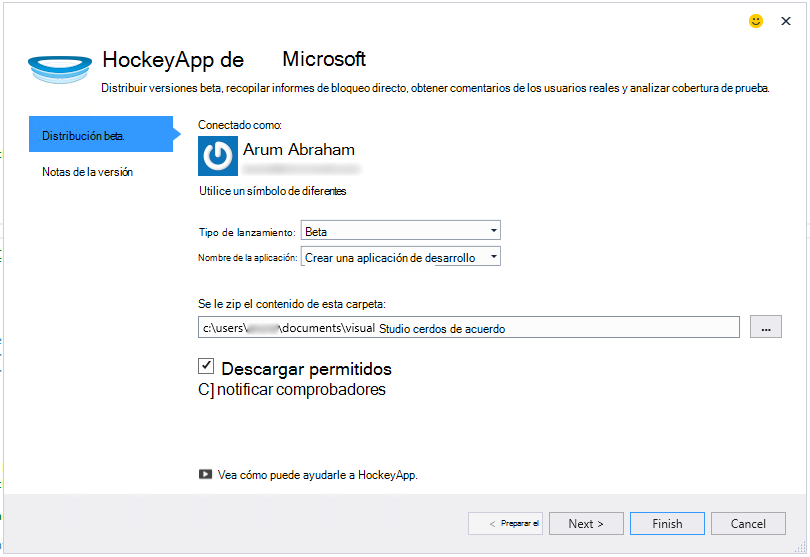 HockeyApp de Microsoft
Distribuir versiones beta, recopilar informes de bloqueo directo, obtener comentarios de los usuarios reales y analizar cobertura de prueba.
Distribución beta.
Notas de la versión
Conectado como:
Arum Abraham
Utilice un símbolo de diferentes
Tipo de lanzamiento: Beta
Nombre de la aplicación: Crear una aplicación de desarrollo
Se le zip el contenido de esta carpeta:
c:\users\ \documents\visual Studio cerdos de acuerdo ...
Descargar permitidos
C] notificar comprobadores
Vea cómo puede ayudarle a HockeyApp.
< Preparar el Next > Finish Cancel